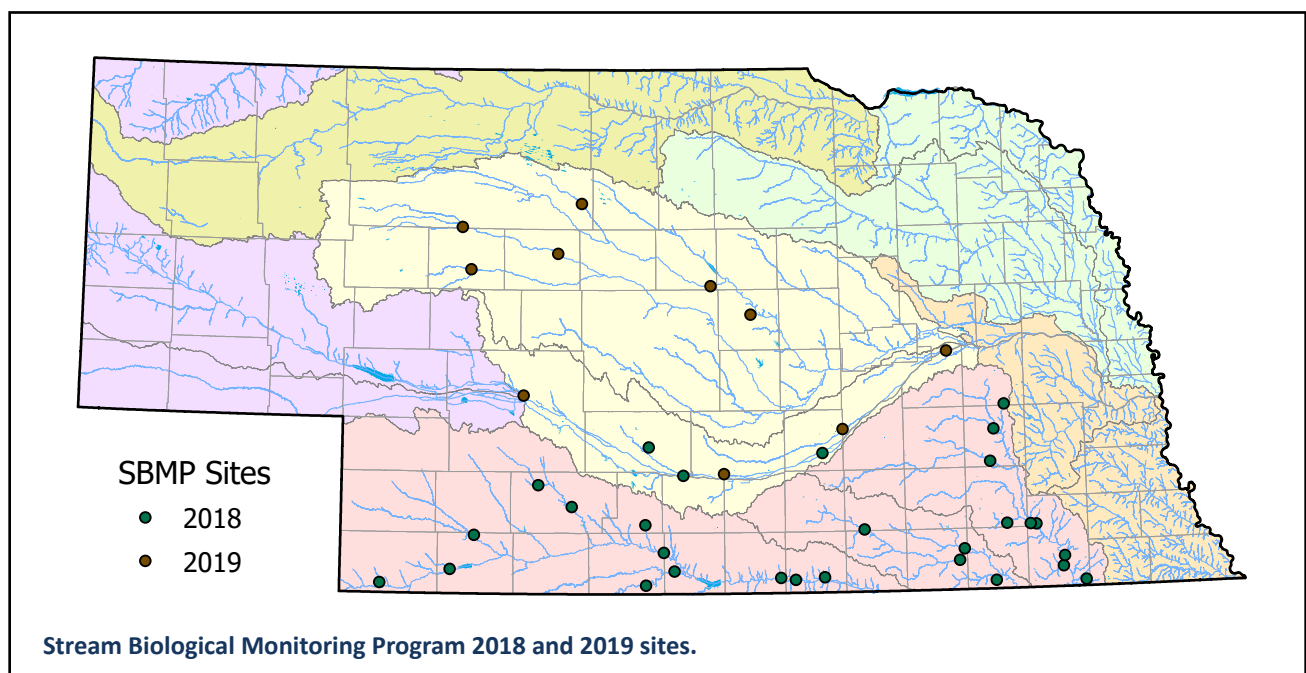 SBMP Sites
2018
2019
Stream Biological Monitoring Program 2018 and 2019 sites.